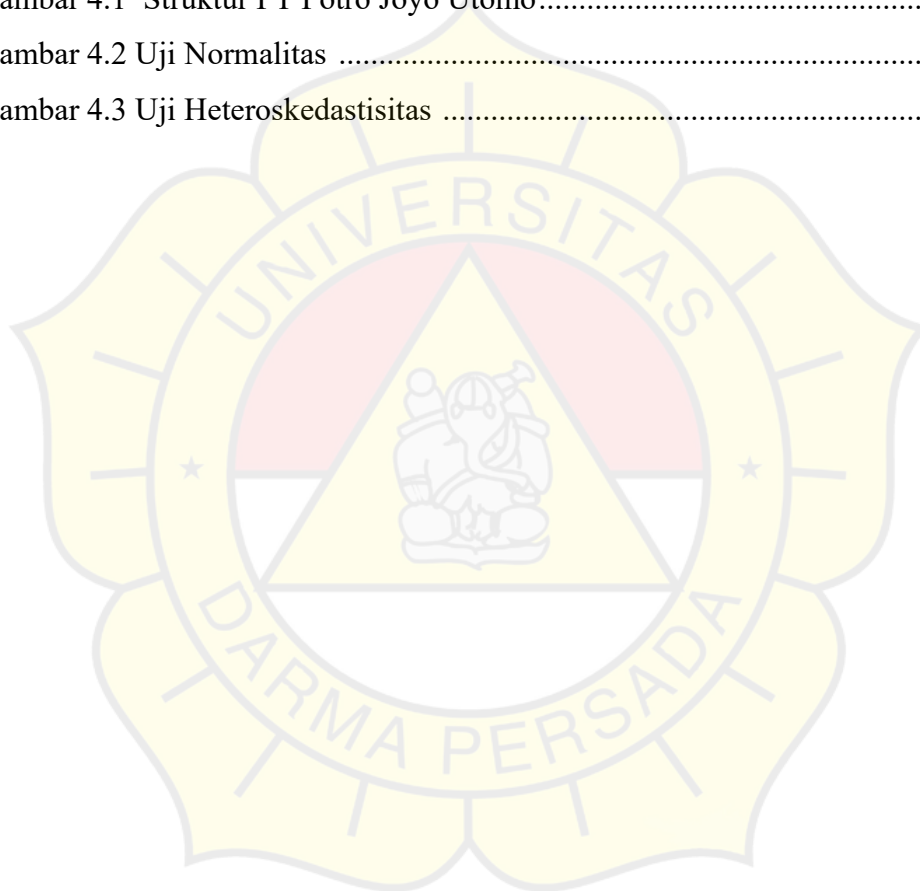 ambar 4.1 Struktur PT Potro Joyo Utomo..............................................
ambar 4.2 Uji Normalitas ......................................................................
ambar 4.3 Uji Heteroskedastisitas .........................................................
UNIVERSITAS
DARMA PERSADA